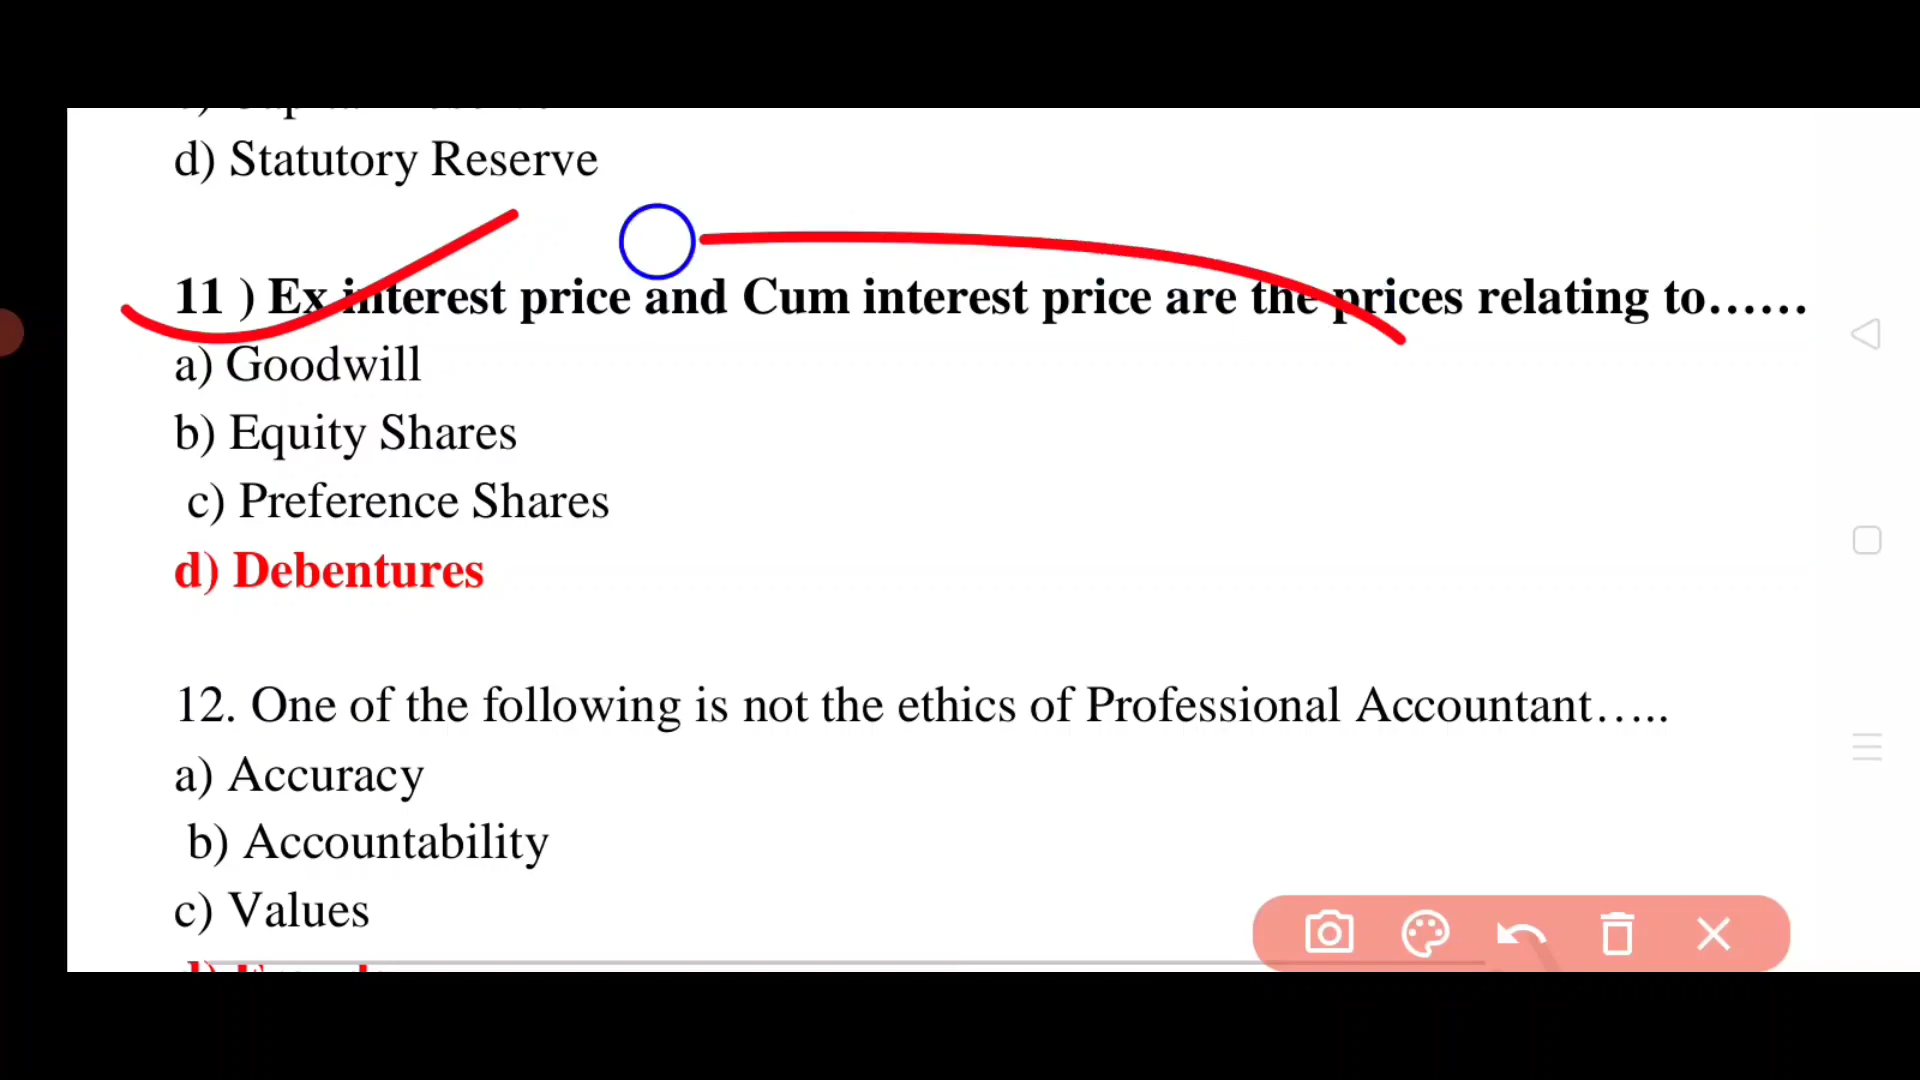 d) Statutory Reserve
11 ) Ex interest price and Cum interest price are the prices relating to......
a) Goodwill
b) Equity Shares
c) Preference Shares
d) Debentures
12. One of the following is not the ethics of Professional Accountant.....
a) Accuracy
b) Accountability
c) Values